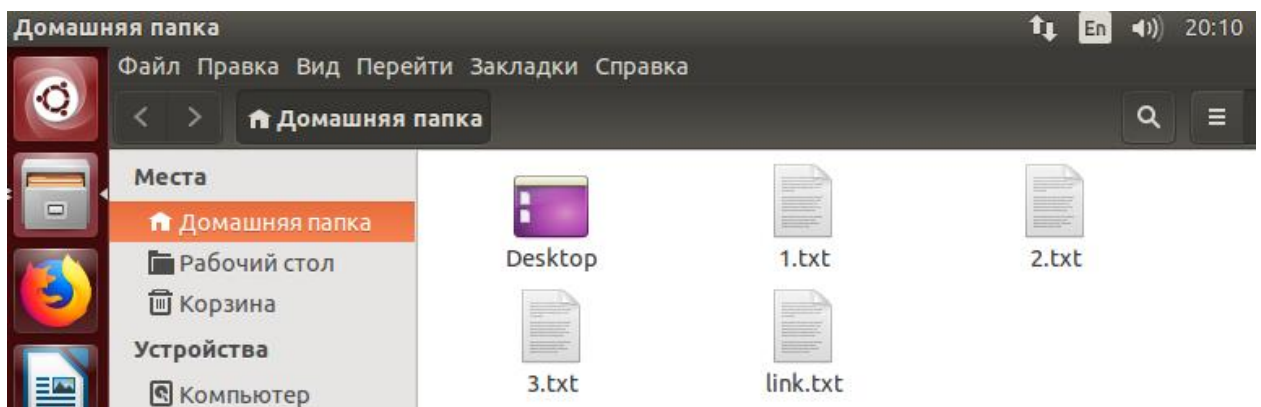 Домашняя папка
En
20:10
Файл Правка Вид Перейти Закладки Справка
Домашняя папка
Места
Домашняя папка
Рабочий стол
Корзина
Устройства
Компьютер
Desktop
1.txt
2.txt
3.txt
link.txt